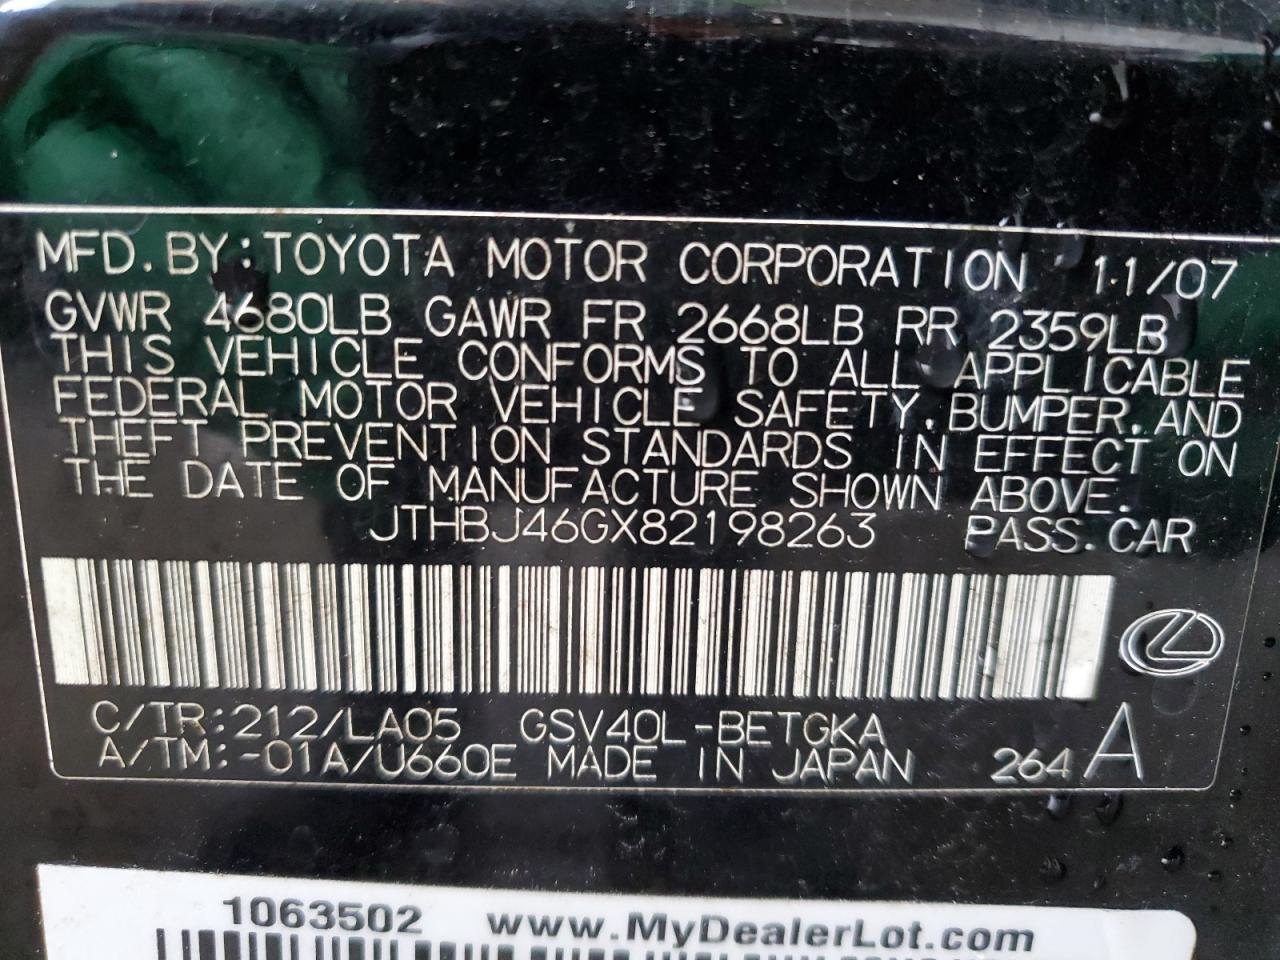 MFD. BY: TOYOTA MOTOR CORPORATION 11/07
GVWR 4680LB GAWR FR 2668LB RR 2359LB
THIS VEHICLE CONFORMS TO ALL APPLICABLE
FEDERAL MOTOR VEHICLE SAFETY, BUMPER, AND
THEFT PREVENTION STANDARDS IN EFFECT ON
THE DATE OF MANUFACTURE SHOWN ABOVE.
JTHBJ46GX82198263 PASS. CAR
C/TR:212/LA05 GSV40L-BETGKA
A/TM:-01A/U660E MADE IN JAPAN 264 A
1063502 www.MyDealerLot.com